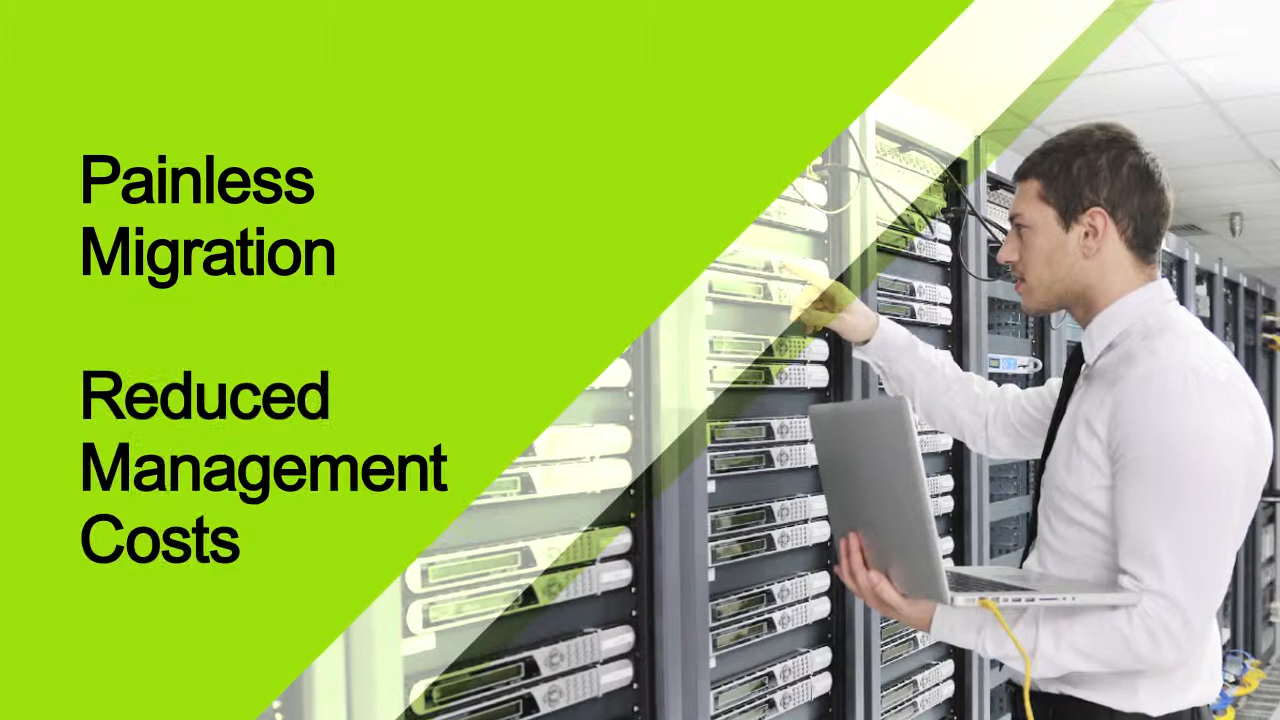 Painless
Migration
Reduced
Management
Costs